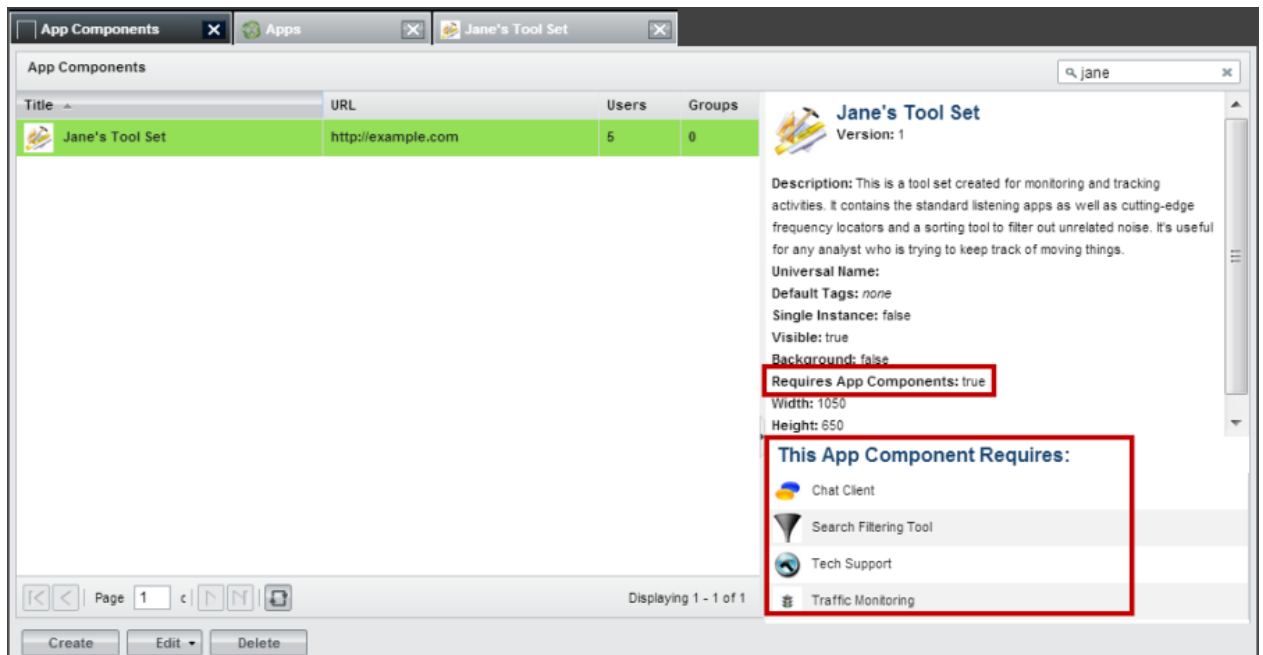 App Components
Apps
Jane's Tool Set
App Components
jane
Title
URL
Users
Groups
Jane's Tool Set
http://example.com
5
0
Jane's Tool Set
Version: 1
Description: This is a tool set created for monitoring and tracking
activities. It contains the standard listening apps as well as cutting-edge
frequency locators and a sorting tool to filter out unrelated noise. It's useful
for any analyst who is trying to keep track of moving things.
Universal Name:
Default Tags: none
Single Instance: false
Visible: true
Background: false
Requires App Components: true
Width: 1050
Height: 650
This App Component Requires:
Chat Client
Search Filtering Tool
Tech Support
Traffic Monitoring
Page 1 c
Displaying 1 - 1 of 1
Create
Edit
Delete